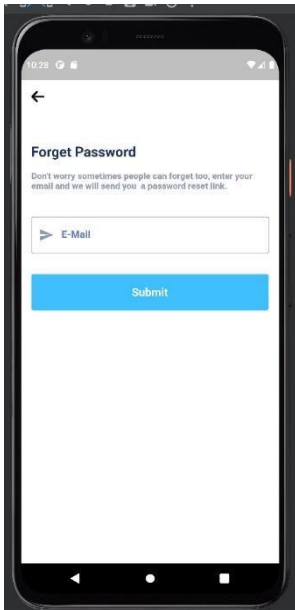 10:28
Forget Password
Don't worry sometimes people can forget too, enter your
email and we will send you a password reset link.
E-Mail
Submit